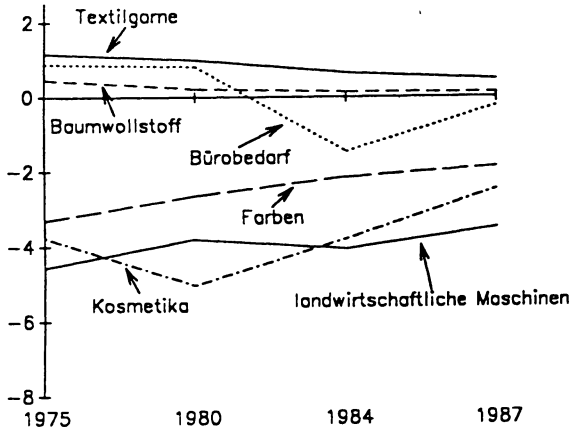 2
Textilgarne
0
Baumwollstoff
Bürobedarf
-2
Farben
-4
Kosmetika
landwirtschaftliche Maschinen
-6
-8
1975 1980 1984 1987